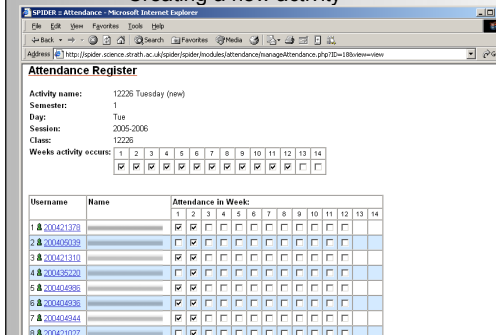 Creating a new activity
SPIDER :: Attendance - Microsoft Internet Explorer
File Edit View Favorites Tools Help
Back Search Favorites Media
Address http://spider.science.strath.ac.uk/spider/spider/modules/attendance/manageAttendance.php?ID=18&view=view
Attendance Register
Activity name: 12226 Tuesday (new)
Semester: 1
Day: Tue
Session: 2005-2006
Class: 12226
Weeks activity occurs: 1 2 3 4 5 6 7 8 9 10 11 12 13 14
Username Name Attendance in Week:
1 2 3 4 5 6 7 8 9 10 11 12 13 14
1 200421378
2 200405039
3 200421310
4 200435220
5 200404986
6 200404936
7 200404944
8 200421027